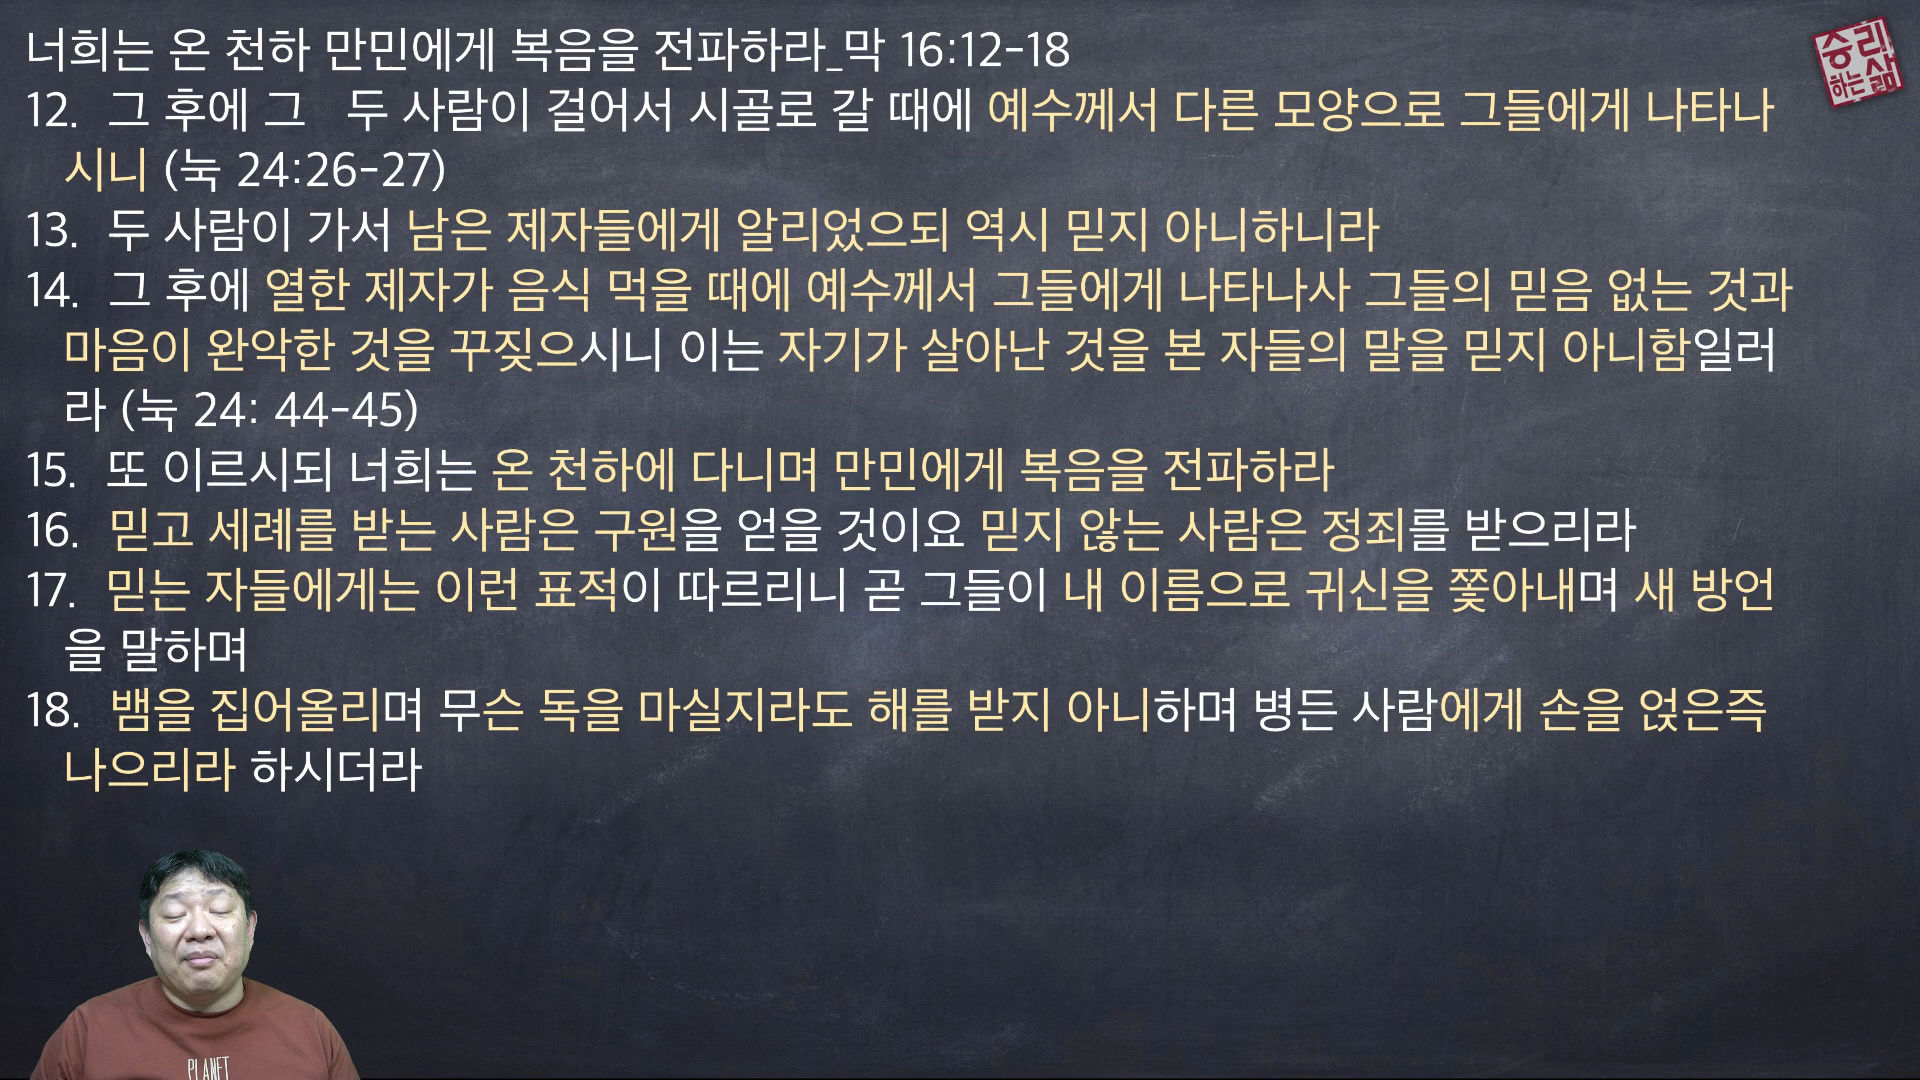 너희는 온 천하 만민에게 복음을 전파하라_막 16:12-18
12. 그 후에 그 두 사람이 걸어서 시골로 갈 때에 예수께서 다른 모양으로 그들에게 나타나
시니 (눅 24:26-27)
13. 두 사람이 가서 남은 제자들에게 알리었으되 역시 믿지 아니하니라
14. 그 후에 열한 제자가 음식 먹을 때에 예수께서 그들에게 나타나사 그들의 믿음 없는 것과
마음이 완악한 것을 꾸짖으시니 이는 자기가 살아난 것을 본 자들의 말을 믿지 아니함일러
라 (눅 24: 44-45)
15. 또 이르시되 너희는 온 천하에 다니며 만민에게 복음을 전파하라
16. 믿고 세례를 받는 사람은 구원을 얻을 것이요 믿지 않는 사람은 정죄를 받으리라
17. 믿는 자들에게는 이런 표적이 따르리니 곧 그들이 내 이름으로 귀신을 쫓아내며 새 방언
을 말하며
18. 뱀을 집어올리며 무슨 독을 마실지라도 해를 받지 아니하며 병든 사람에게 손을 얹은즉
나으리라 하시더라
승리
하는 삶
PLANET